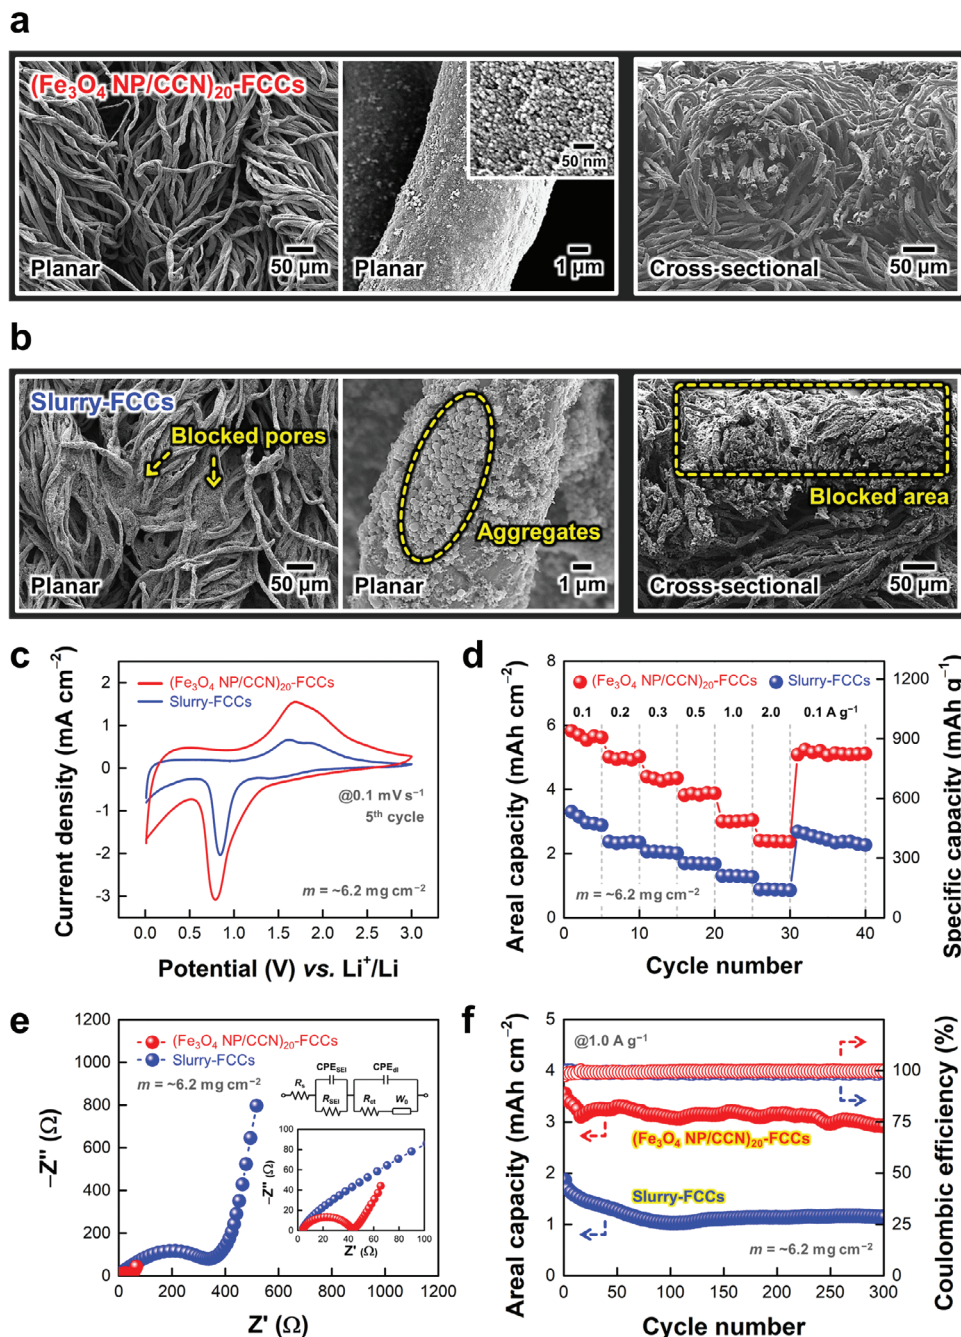 a
(Fe₃O₄ NP/CCN)₂₀-FCCs
50 nm
Planar
50 µm
Planar
1 µm
Cross-sectional
50 µm
b
Slurry-FCCs
Blocked pores
Aggregates
Blocked area
Planar
50 µm
Planar
1 µm
Cross-sectional
50 µm
c
(Fe₃O₄ NP/CCN)₂₀-FCCs
Slurry-FCCs
Current density (mA cm⁻²)
2
1
0
-1
-2
-3
@0.1 mV s⁻¹
5th cycle
m = ~6.2 mg cm⁻²
0.0 0.6 1.2 1.8 2.4 3.0
Potential (V) vs. Li⁺/Li
d
(Fe₃O₄ NP/CCN)₂₀-FCCs
Slurry-FCCs
0.1 0.2 0.3 0.5 1.0 2.0 0.1 A g⁻¹
Areal capacity (mAh cm⁻²)
8
6
4
2
0
m = ~6.2 mg cm⁻²
0 10 20 30 40
Cycle number
1200
900
600
300
0
Specific capacity (mAh g⁻¹)
e
(Fe₃O₄ NP/CCN)₂₀-FCCs
Slurry-FCCs
m = ~6.2 mg cm⁻²
−Z'' (Ω)
1200
1000
800
600
400
200
0
CPE_SEI CPE_dl
R_s
R_SEI R_ct W_0
−Z'' (Ω)
100
80
60
40
20
0
0 20 40 60 80 100
Z' (Ω)
0 200 400 600 800 1000 1200
Z' (Ω)
f
@1.0 A g⁻¹
Areal capacity (mAh cm⁻²)
5
4
3
2
1
0
(Fe₃O₄ NP/CCN)₂₀-FCCs
Slurry-FCCs
m = ~6.2 mg cm⁻²
100
75
50
25
0
Coulombic efficiency (%)
0 50 100 150 200 250 300
Cycle number